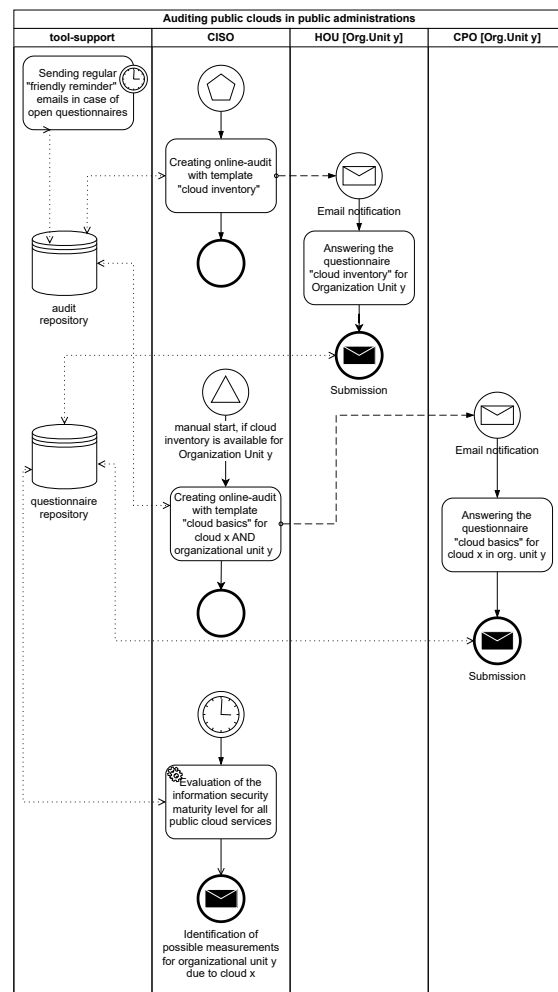 Auditing public clouds in public administrations
tool-support
CISO
HOU [Org.Unit y]
CPO [Org.Unit y]
Sending regular
"friendly reminder"
emails in case of
open questionnaires
Creating online-audit
with template
"cloud inventory"
Email notification
Answering the
questionnaire
"cloud inventory" for
Organization Unit y
audit
repository
Submission
manual start, if cloud
inventory is available for
Organization Unit y
Email notification
questionnaire
repository
Creating online-audit
with template
"cloud basics" for
cloud x AND
organizational unit y
Answering the
questionnaire
"cloud basics" for
cloud x in org. unit y
Submission
Evaluation of the
information security
maturity level for all
public cloud services
Identification of
possible measurements
for organizational unit y
due to cloud x